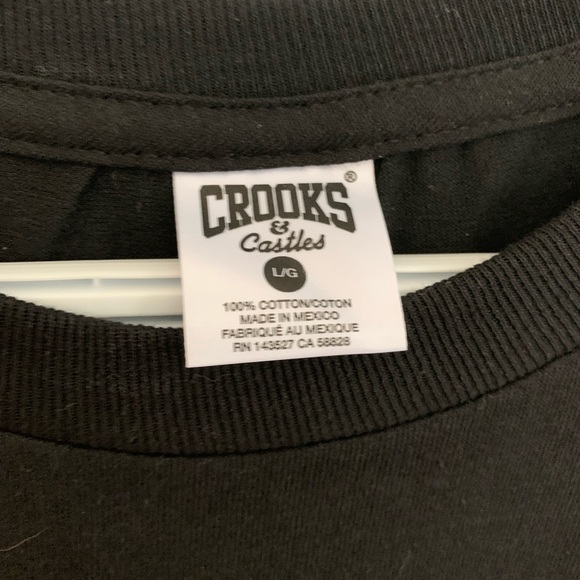 CROOKS ®
&
Castles
L/G
100% COTTON/COTON
MADE IN MEXICO
FABRIQUÉ AU MEXIQUE
RN 143527 CA 58828